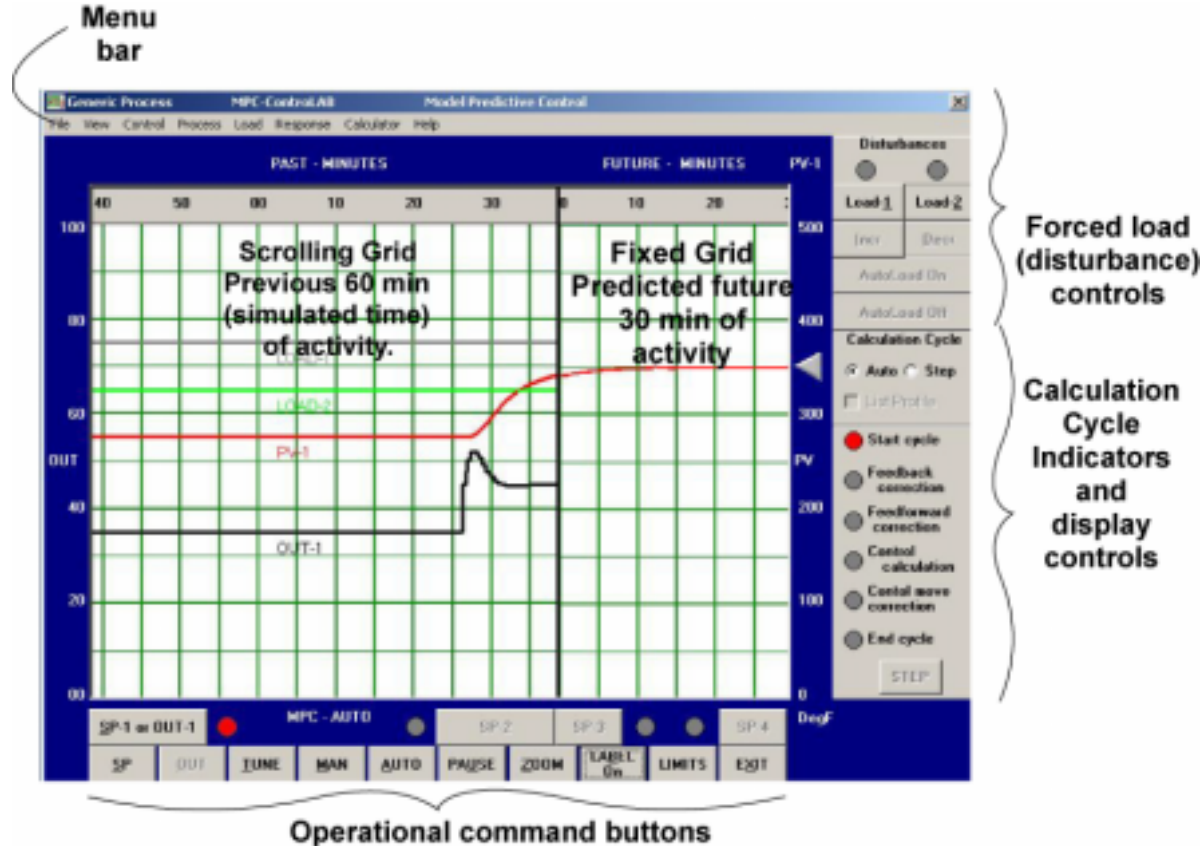 Menu
bar
Generic Process MPC-ControLAB Model Predictive Control
File View Control Process Load Response Calculator Help
PAST - MINUTES FUTURE - MINUTES PV-1
40 50 00 10 20 30 0 10 20
100 500
80 400
60 300
OUT PV
40 200
20 100
00 0
Scrolling Grid
Previous 60 min
(simulated time)
of activity.
Fixed Grid
Predicted future
30 min of
activity
LOAD-1
LOAD-2
PV-1
OUT-1
Disturbances
Load-1 Load-2
Incr Decr
AutoLoad On
AutoLoad Off
Calculation Cycle
Auto Step
List Profile
Start cycle
Feedback
correction
Feedforward
correction
Control
calculation
Contol move
correction
End cycle
STEP
Forced load
(disturbance)
controls
Calculation
Cycle
Indicators
and
display
controls
SP-1 or OUT-1 MPC - AUTO SP-2 SP-3 SP-4 DegF
SP OUT TUNE MAN AUTO PAUSE ZOOM LABEL On LIMITS EXIT
Operational command buttons